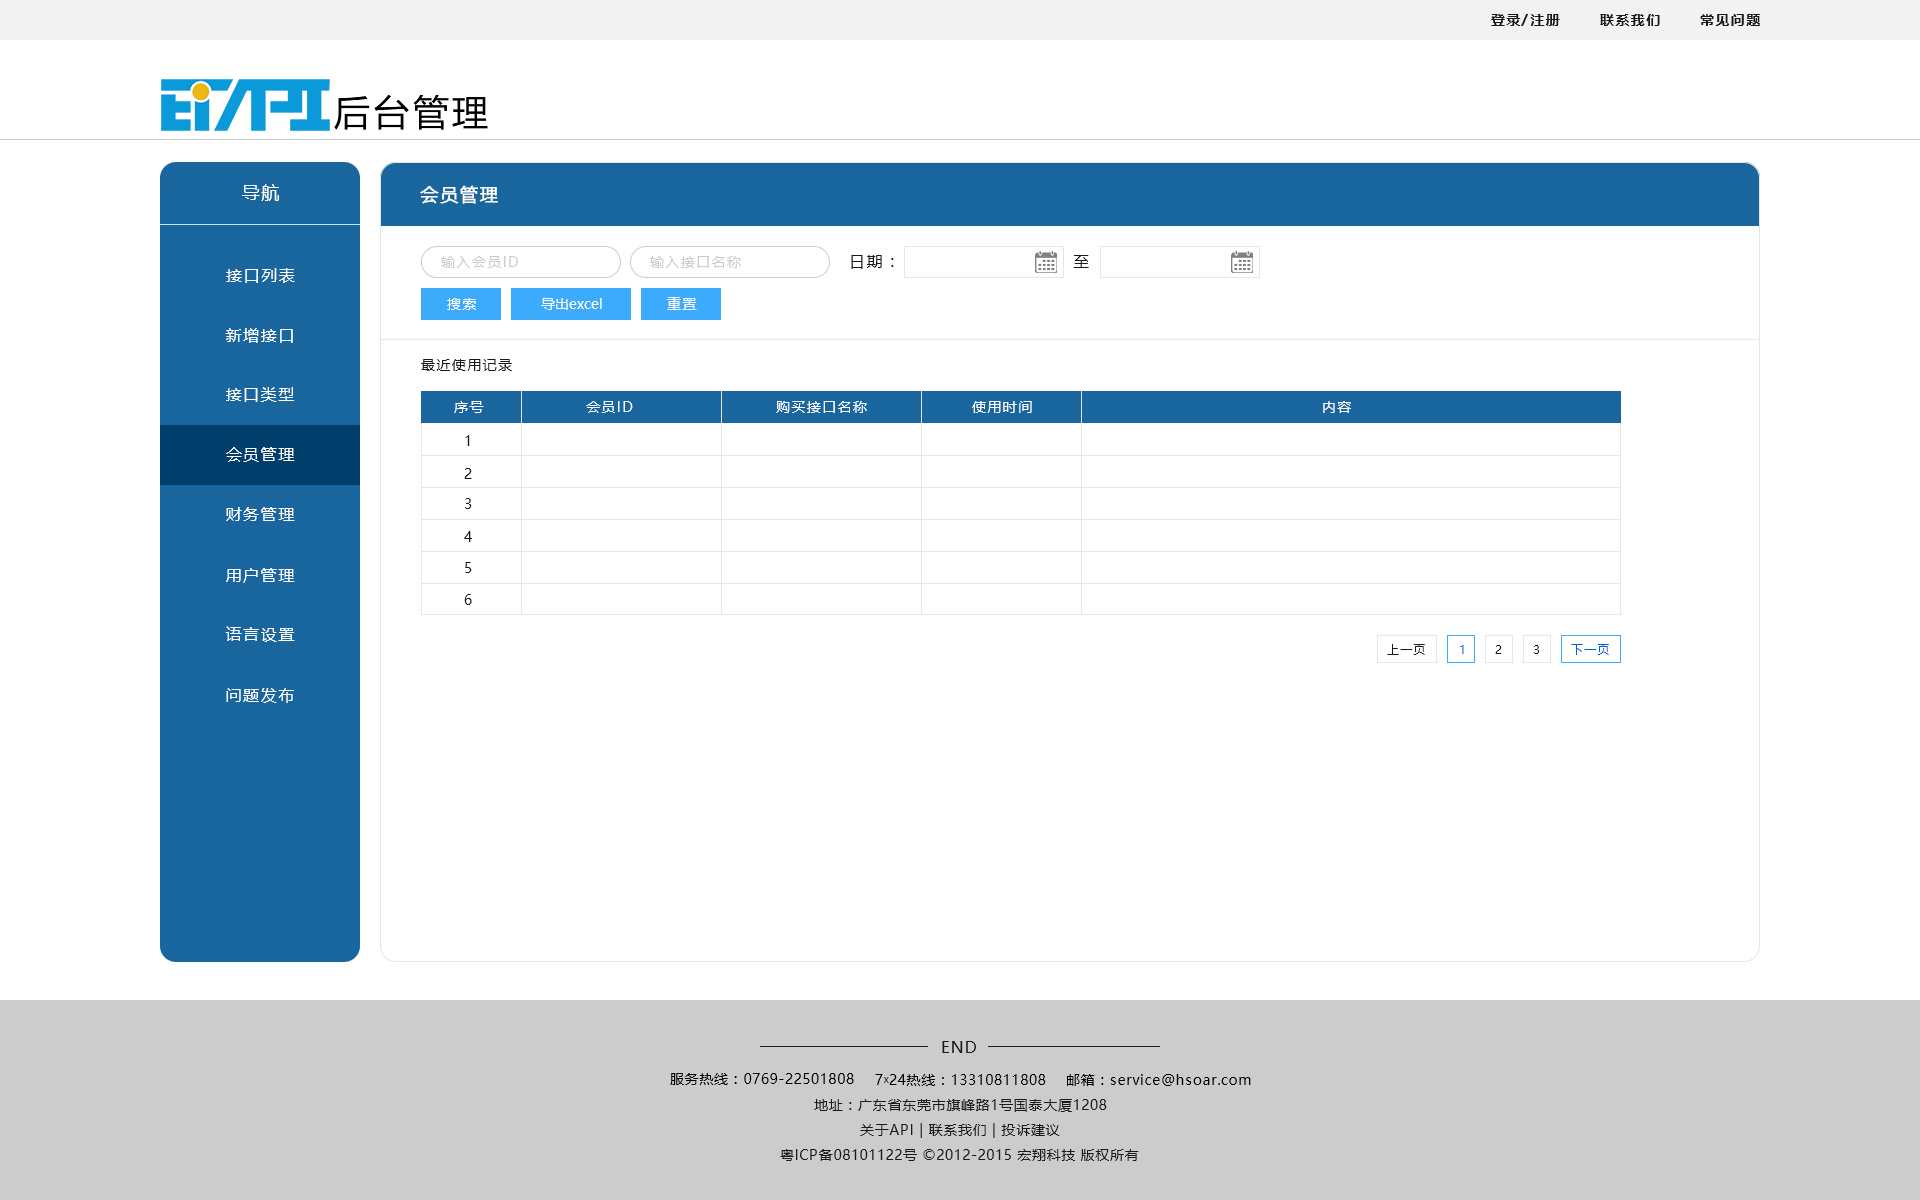 登录/注册 联系我们 常见问题
EiAPI后台管理
导航
接口列表
新增接口
接口类型
会员管理
财务管理
用户管理
语言设置
问题发布
会员管理
输入会员ID 输入接口名称 日期： 至
搜索 导出excel 重置
最近使用记录
序号 会员ID 购买接口名称 使用时间 内容
1
2
3
4
5
6
上一页 1 2 3 下一页
END
服务热线：0769-22501808 7×24热线：13310811808 邮箱：service@hsoar.com
地址：广东省东莞市旗峰路1号国泰大厦1208
关于API | 联系我们 | 投诉建议
粤ICP备08101122号 ©2012-2015 宏翔科技 版权所有